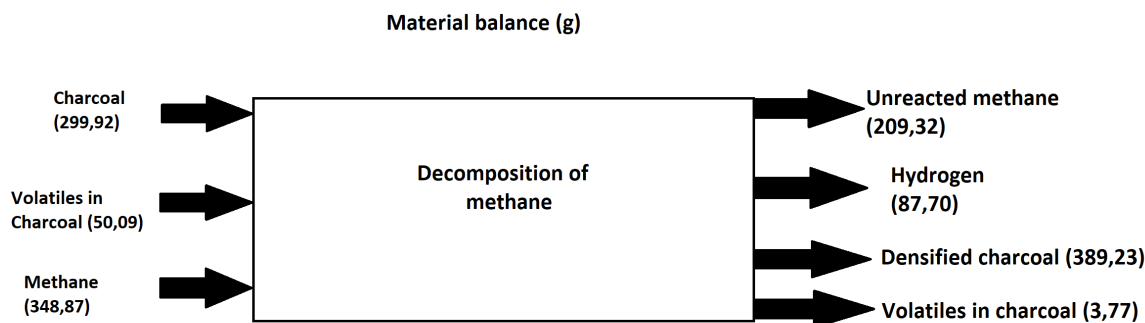 Material balance (g)
Charcoal
(299,92)
Volatiles in
Charcoal (50,09)
Methane
(348,87)
Decomposition of
methane
Unreacted methane
(209,32)
Hydrogen
(87,70)
Densified charcoal (389,23)
Volatiles in charcoal (3,77)